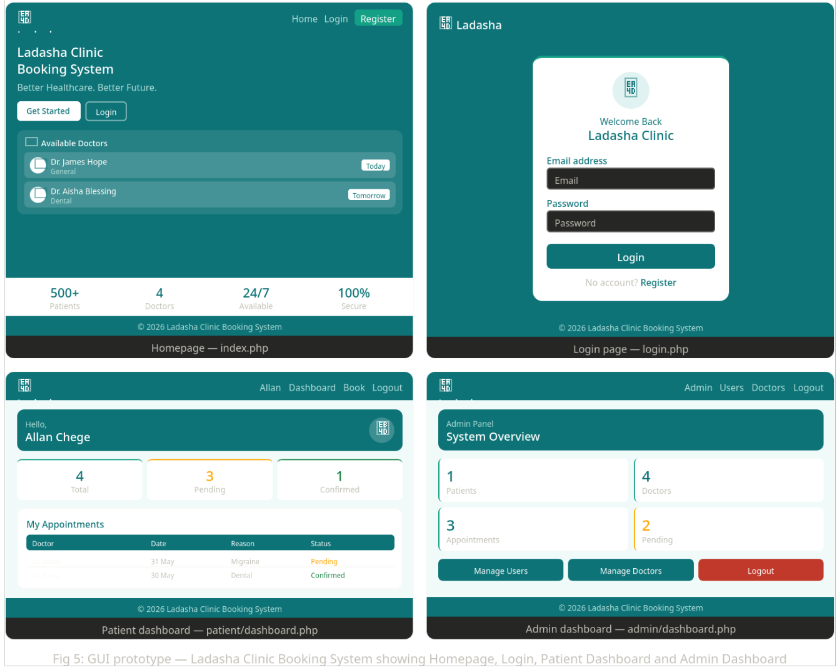 Home Login Register
Ladasha Clinic
Booking System
Better Healthcare. Better Future.
Get Started Login
Available Doctors
Dr. James Hope
General
Today
Dr. Aisha Blessing
Dental
Tomorrow
500+ 4 24/7 100%
Patients Doctors Available Secure
© 2026 Ladasha Clinic Booking System
Homepage — index.php
Ladasha
Welcome Back
Ladasha Clinic
Email address
Email
Password
Password
Login
No account? Register
© 2026 Ladasha Clinic Booking System
Login page — login.php
Allan Dashboard Book Logout
Hello,
Allan Chege
4 3 1
Total Pending Confirmed
My Appointments
Doctor Date Reason Status
31 May Migraine Pending
30 May Dental Confirmed
© 2026 Ladasha Clinic Booking System
Patient dashboard — patient/dashboard.php
Admin Users Doctors Logout
Admin Panel
System Overview
1 4
Patients Doctors
3 2
Appointments Pending
Manage Users Manage Doctors Logout
© 2026 Ladasha Clinic Booking System
Admin dashboard — admin/dashboard.php
Fig 5: GUI prototype — Ladasha Clinic Booking System showing Homepage, Login, Patient Dashboard and Admin Dashboard